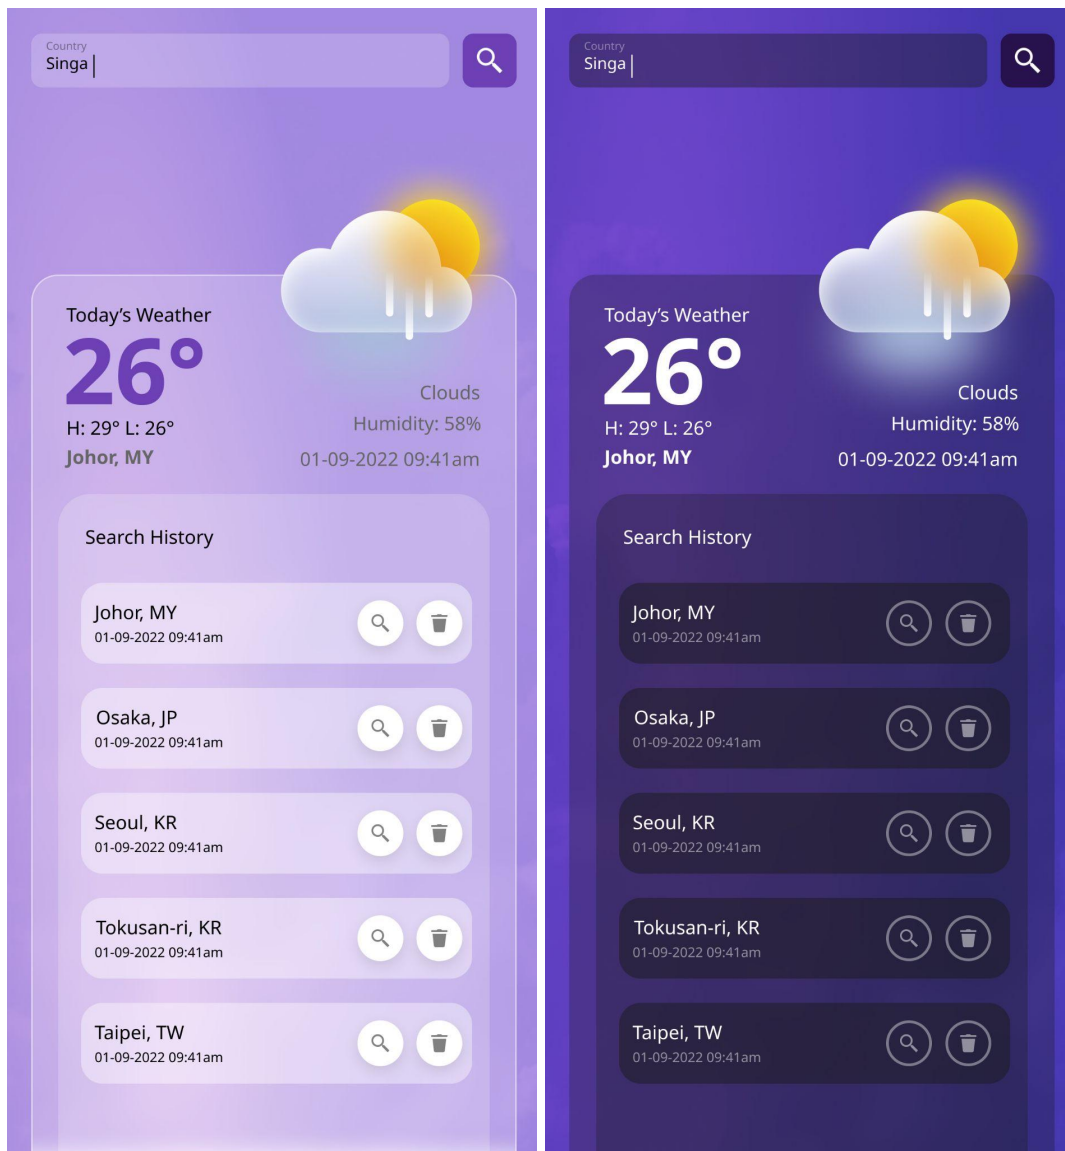 Country
Singa
Today's Weather
26°
H: 29° L: 26°
Johor, MY
Clouds
Humidity: 58%
01-09-2022 09:41am
Search History
Johor, MY
01-09-2022 09:41am
Osaka, JP
01-09-2022 09:41am
Seoul, KR
01-09-2022 09:41am
Tokusan-ri, KR
01-09-2022 09:41am
Taipei, TW
01-09-2022 09:41am
Country
Singa
Today's Weather
26°
H: 29° L: 26°
Johor, MY
Clouds
Humidity: 58%
01-09-2022 09:41am
Search History
Johor, MY
01-09-2022 09:41am
Osaka, JP
01-09-2022 09:41am
Seoul, KR
01-09-2022 09:41am
Tokusan-ri, KR
01-09-2022 09:41am
Taipei, TW
01-09-2022 09:41am